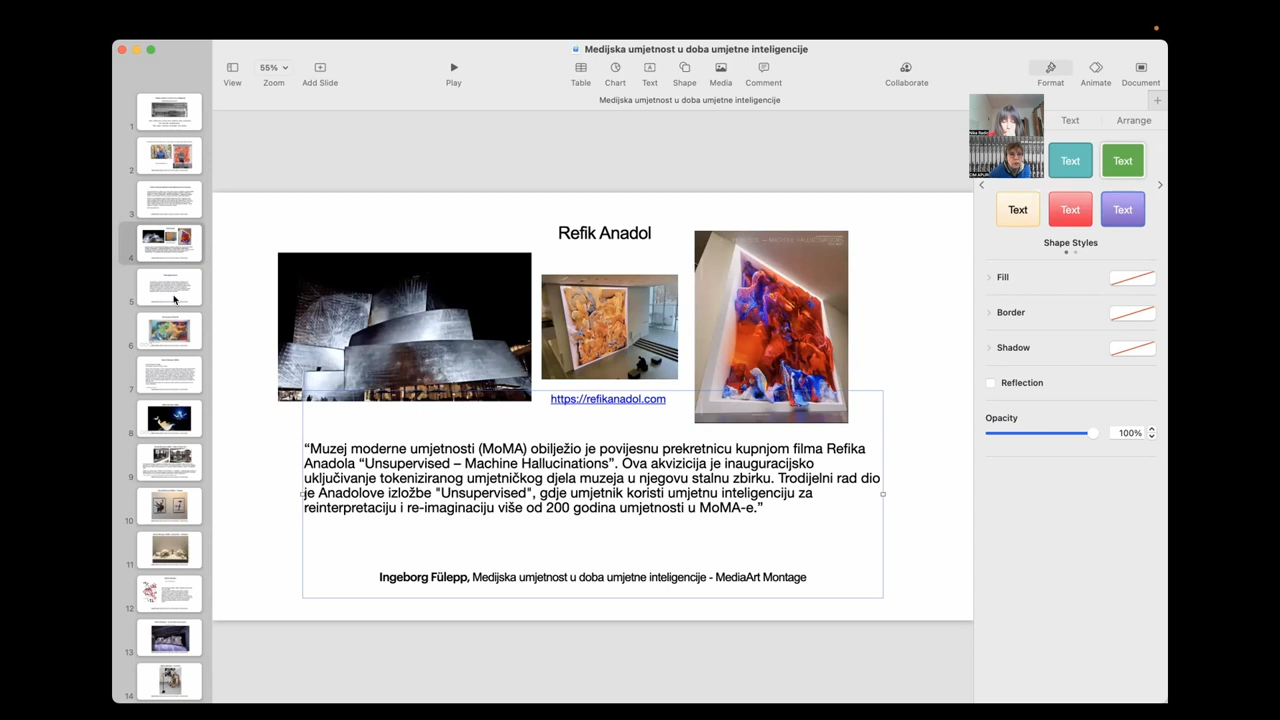 Medijska umjetnost u doba umjetne inteligencije
55%
View
Zoom
Add Slide
Play
Table
Chart
Text
Shape
Media
Comment
Collaborate
Format
Animate
Document
Medijska umjetnost u doba umjetne inteligencije
+
Text
Arrange
Text
Text
Text
Text
Text
Shape Styles
Fill
Border
Shadow
Reflection
Opacity
100%
1
2
3
4
5
6
7
8
9
10
11
12
13
14
Refik Anadol
https://refikanadol.com
“Muzej moderne umjetnosti (MoMA) obilježio je povijesnu prekretnicu kupnjom filma Refika
Anadola “Unsupervised – Machine Hallucinations”. Ova akvizicija je inauguracijsko
uključivanje tokeniziranog umjetničkog djela muzeja u njegovu stalnu zbirku. Trodijelni rad dio
je Anadolove izložbe "Unsupervised", gdje umjetnik koristi umjetnu inteligenciju za
reinterpretaciju i re-imaginaciju više od 200 godina umjetnosti u MoMA-e.”
Ingeborg Fülepp, Medijska umjetnost u doba umjetne inteligencije - MediaArt Montage